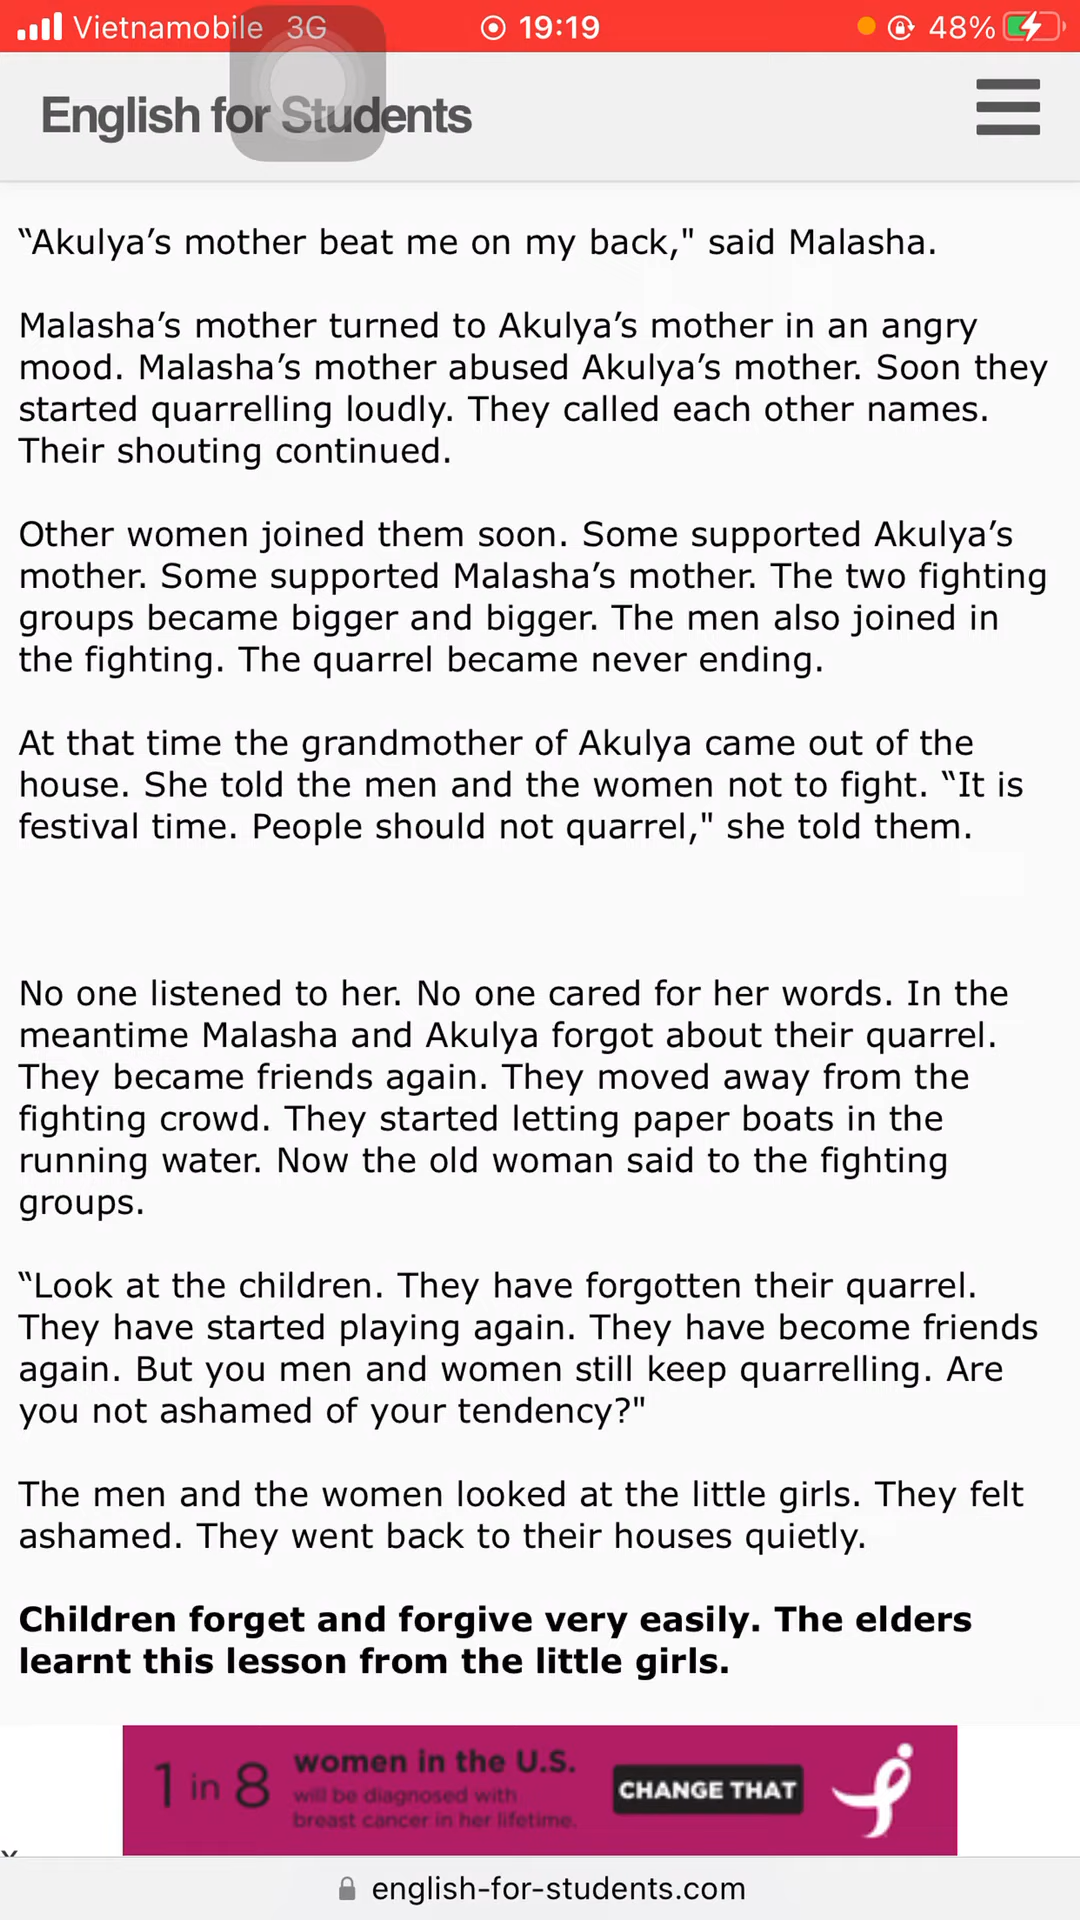 Vietnamobile 3G 19:19 48%
English for Students
“Akulya’s mother beat me on my back," said Malasha.
Malasha’s mother turned to Akulya’s mother in an angry
mood. Malasha’s mother abused Akulya’s mother. Soon they
started quarrelling loudly. They called each other names.
Their shouting continued.
Other women joined them soon. Some supported Akulya’s
mother. Some supported Malasha’s mother. The two fighting
groups became bigger and bigger. The men also joined in
the fighting. The quarrel became never ending.
At that time the grandmother of Akulya came out of the
house. She told the men and the women not to fight. “It is
festival time. People should not quarrel," she told them.
No one listened to her. No one cared for her words. In the
meantime Malasha and Akulya forgot about their quarrel.
They became friends again. They moved away from the
fighting crowd. They started letting paper boats in the
running water. Now the old woman said to the fighting
groups.
“Look at the children. They have forgotten their quarrel.
They have started playing again. They have become friends
again. But you men and women still keep quarrelling. Are
you not ashamed of your tendency?"
The men and the women looked at the little girls. They felt
ashamed. They went back to their houses quietly.
Children forget and forgive very easily. The elders
learnt this lesson from the little girls.
1 in 8
women in the U.S.
will be diagnosed with
breast cancer in her lifetime.
CHANGE THAT
english-for-students.com